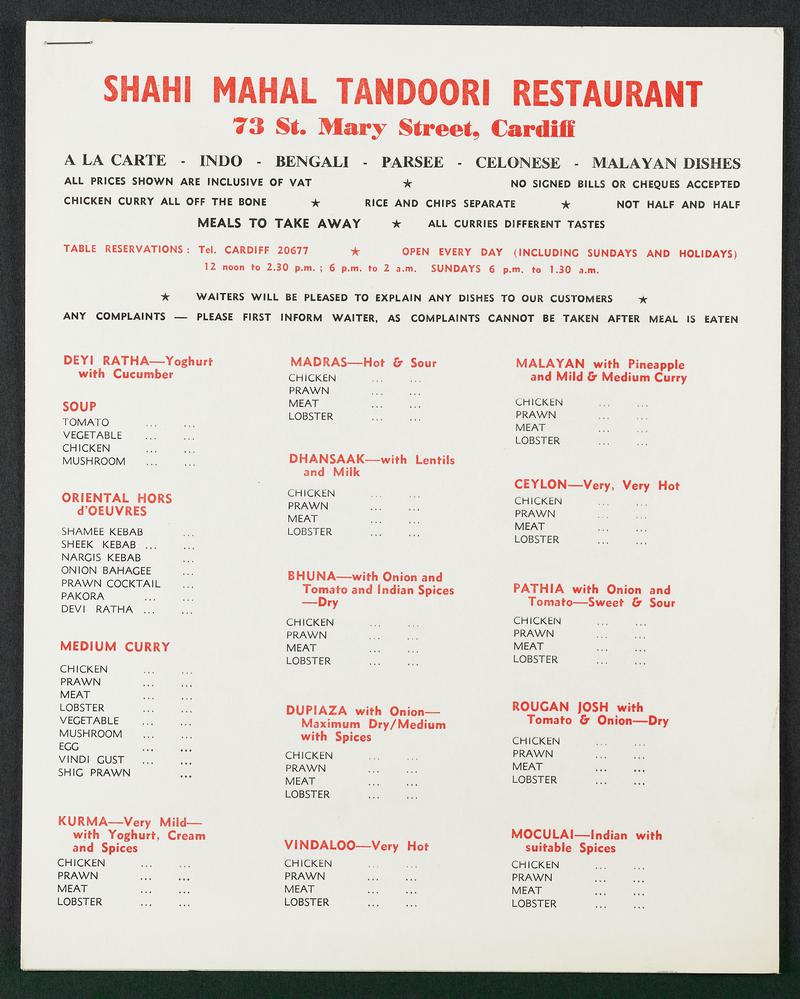 SHAHI MAHAL TANDOORI RESTAURANT
73 St. Mary Street, Cardiff
A LA CARTE - INDO - BENGALI - PARSEE - CELONESE - MALAYAN DISHES
ALL PRICES SHOWN ARE INCLUSIVE OF VAT ★ NO SIGNED BILLS OR CHEQUES ACCEPTED
CHICKEN CURRY ALL OFF THE BONE ★ RICE AND CHIPS SEPARATE ★ NOT HALF AND HALF
MEALS TO TAKE AWAY ★ ALL CURRIES DIFFERENT TASTES
TABLE RESERVATIONS: Tel. CARDIFF 20677 ★ OPEN EVERY DAY (INCLUDING SUNDAYS AND HOLIDAYS)
12 noon to 2.30 p.m.; 6 p.m. to 2 a.m. SUNDAYS 6 p.m. to 1.30 a.m.
★ WAITERS WILL BE PLEASED TO EXPLAIN ANY DISHES TO OUR CUSTOMERS ★
ANY COMPLAINTS — PLEASE FIRST INFORM WAITER, AS COMPLAINTS CANNOT BE TAKEN AFTER MEAL IS EATEN
DEYI RATHA—Yoghurt
with Cucumber
SOUP
TOMATO ... ...
VEGETABLE ... ...
CHICKEN ... ...
MUSHROOM ... ...
ORIENTAL HORS
d'OEUVRES
SHAMEE KEBAB ...
SHEEK KEBAB ... ...
NARGIS KEBAB ...
ONION BAHAGEE ...
PRAWN COCKTAIL ...
PAKORA ... ...
DEVI RATHA ... ...
MEDIUM CURRY
CHICKEN ... ...
PRAWN ... ...
MEAT ... ...
LOBSTER ... ...
VEGETABLE ... ...
MUSHROOM ... ...
EGG ... ...
VINDI GUST ... ...
SHIG PRAWN ...
KURMA—Very Mild—
with Yoghurt, Cream
and Spices
CHICKEN ... ...
PRAWN ... ...
MEAT ... ...
LOBSTER ... ...
MADRAS—Hot & Sour
CHICKEN ... ...
PRAWN ... ...
MEAT ... ...
LOBSTER ... ...
DHANSAAK—with Lentils
and Milk
CHICKEN ... ...
PRAWN ... ...
MEAT ... ...
LOBSTER ... ...
BHUNA—with Onion and
Tomato and Indian Spices
—Dry
CHICKEN ... ...
PRAWN ... ...
MEAT ... ...
LOBSTER ... ...
DUPIAZA with Onion—
Maximum Dry/Medium
with Spices
CHICKEN ... ...
PRAWN ... ...
MEAT ... ...
LOBSTER ... ...
VINDALOO—Very Hot
CHICKEN ... ...
PRAWN ... ...
MEAT ... ...
LOBSTER ... ...
MALAYAN with Pineapple
and Mild & Medium Curry
CHICKEN ... ...
PRAWN ... ...
MEAT ... ...
LOBSTER ... ...
CEYLON—Very, Very Hot
CHICKEN ... ...
PRAWN ... ...
MEAT ... ...
LOBSTER ... ...
PATHIA with Onion and
Tomato—Sweet & Sour
CHICKEN ... ...
PRAWN ... ...
MEAT ... ...
LOBSTER ... ...
ROUGAN JOSH with
Tomato & Onion—Dry
CHICKEN ... ...
PRAWN ... ...
MEAT ... ...
LOBSTER ... ...
MOCULAI—Indian with
suitable Spices
CHICKEN ... ...
PRAWN ... ...
MEAT ... ...
LOBSTER ... ...